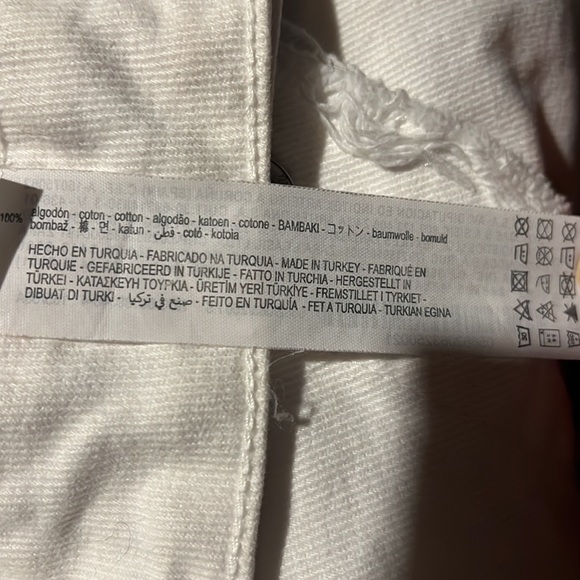 100% algodón - coton - cotton - algodão - katoen - cotone - BAMBAKI - コットン - baumwolle - bomuld
bombaž - 棉 - 면 - katun - قطن - cotó - kotoia
HECHO EN TURQUIA - FABRICADO NA TURQUIA - MADE IN TURKEY - FABRIQUÉ EN
TURQUIE - GEFABRICEERD IN TURKIJE - FATTO IN TURCHIA - HERGESTELLT IN
TÜRKEI - ΚΑΤΑΣΚΕΥΗ ΤΟΥΡΚΙΑ - ÜRETİM YERİ TÜRKİYE - FREMSTILLET I TYRKIET -
DIBUAT DI TURKI - صنع في تركيا - FEITO EN TURQUÍA - FET A TURQUIA - TURKIAN EGINA